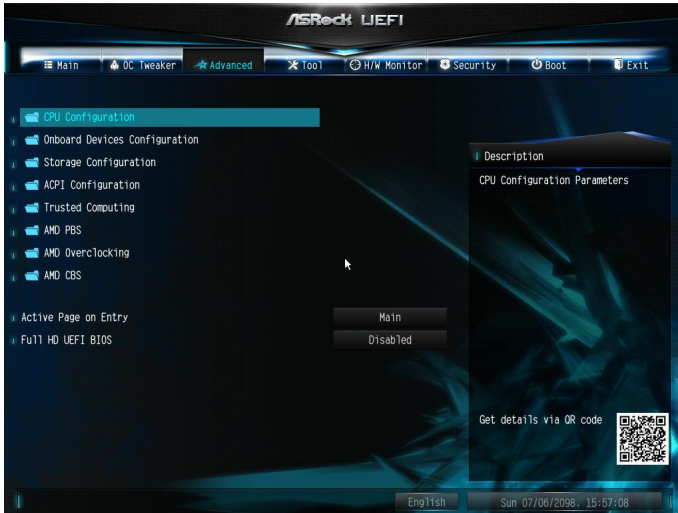 ASRock UEFI
Main OC Tweaker Advanced Tool H/W Monitor Security Boot Exit
CPU Configuration
Onboard Devices Configuration
Storage Configuration
ACPI Configuration
Trusted Computing
AMD PBS
AMD Overclocking
AMD CBS
Active Page on Entry Main
Full HD UEFI BIOS Disabled
Description
CPU Configuration Parameters
Get details via QR code
English Sun 07/06/2098. 15:57:08